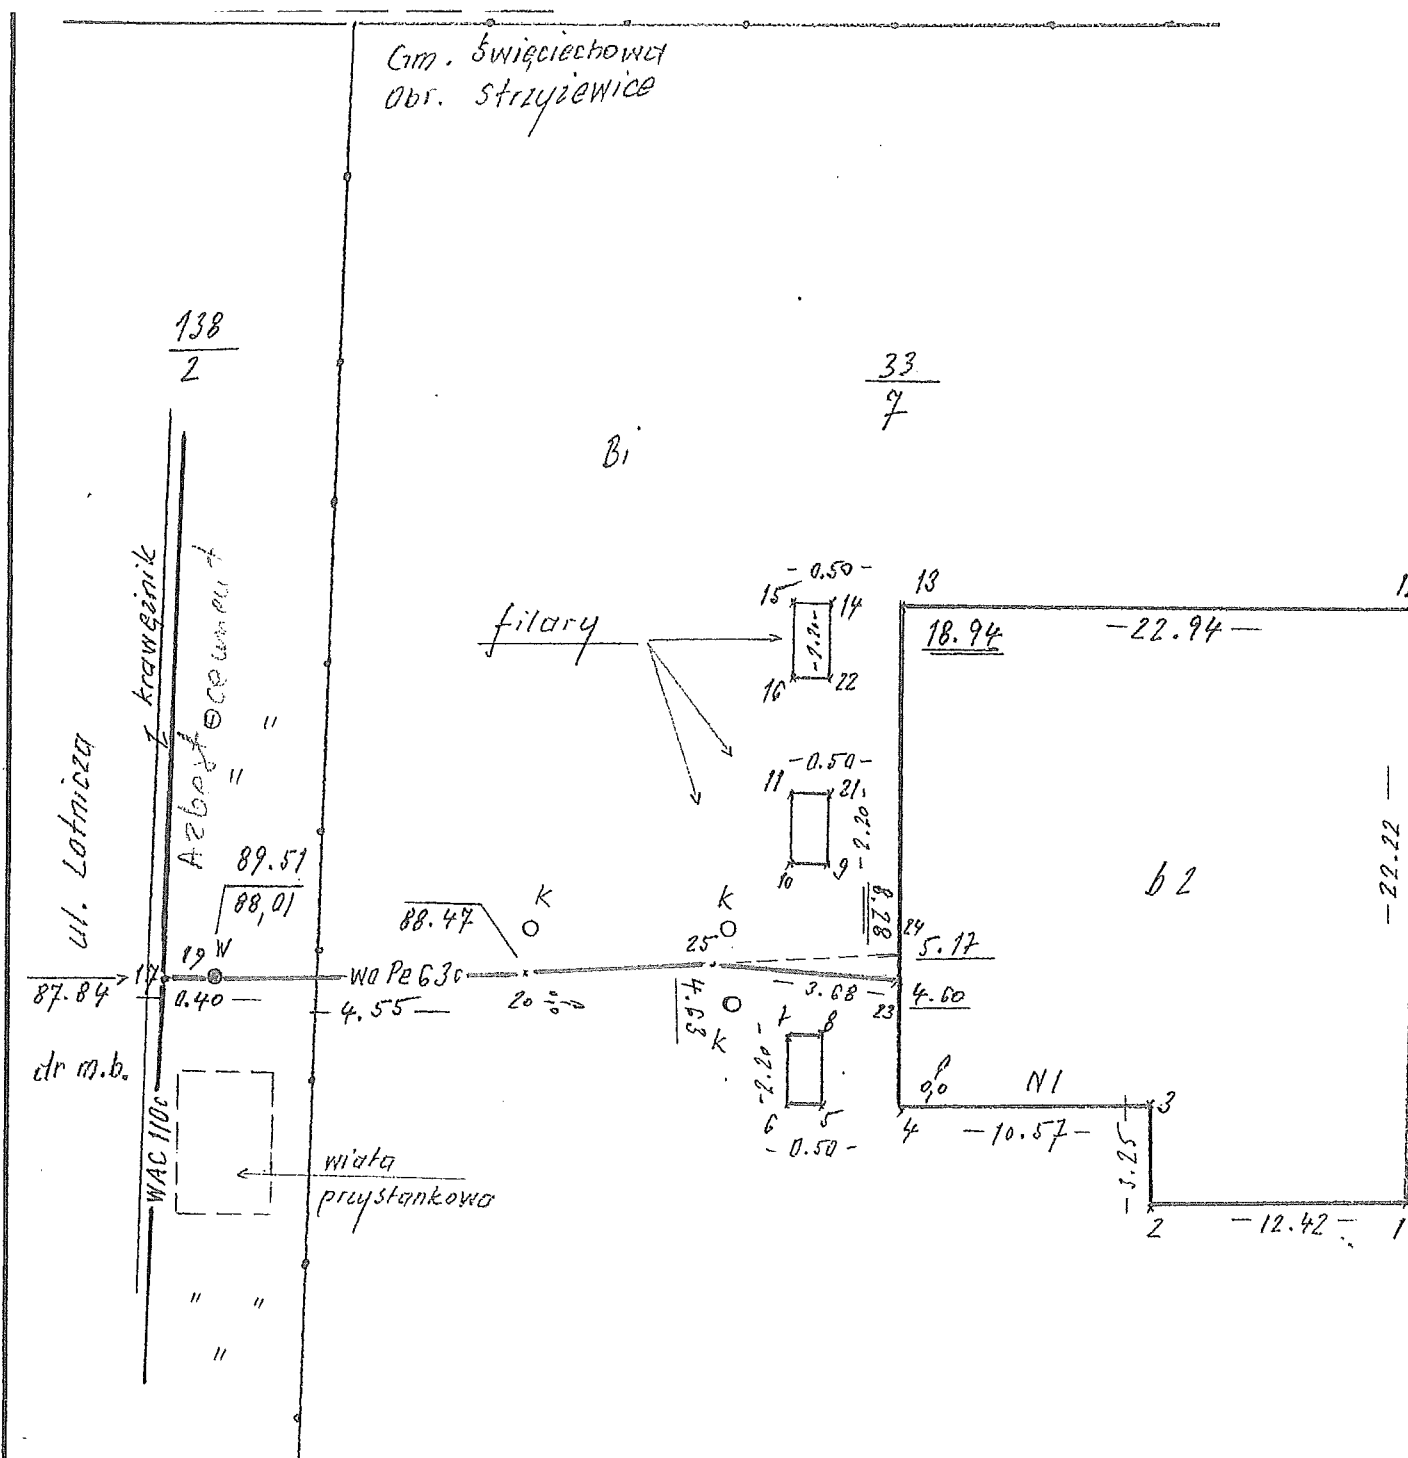 Gm. Święciechowa
Obr. Strzyżewice
138
2
33
7
Bi
krawężnik
Azbestocement
ul. Lotnicza
filary
- 0.50 -
15
14
-2.20-
16
22
13
12
18.94
-22.94-
-0.50-
11
21
-2.20-
10
9
8.28
b2
-22.22-
89.51
88,01
W
19
17
87.84
0.40-
-4.55-
wo Pe 63c
88.47
20
K
K
K
25
4.63
-3.68-
24
5.17
23
4.60
7
8
-2.20-
6
5
-0.50-
0,0
4
N1
-10.57-
3
-3.25-
2
-12.42-
1
dr m.b.
WAC 110c
wiata
przystankowa